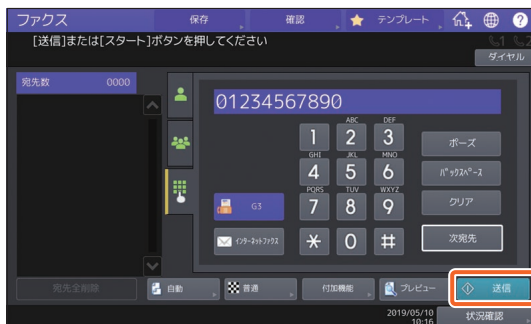 ファクス 保存 確認 テンプレート
[送信]または[スタート]ボタンを押してください
1 2
ダイヤル
宛先数 0000
01234567890
1 ABC 2 DEF 3
ポーズ
GHI 4 JKL 5 MNO 6
バックスペース
PQRS 7 TUV 8 WXYZ 9
G3
クリア
インターネットファクス
* 0 #
次宛先
宛先全削除 自動 普通 付加機能 プレビュー 送信
2019/05/10
10:16
状況確認